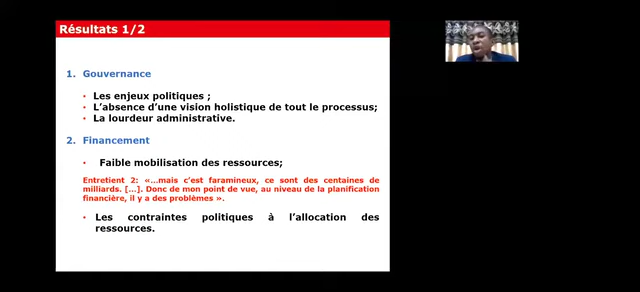 Résultats 1/2
1. Gouvernance
• Les enjeux politiques ;
• L'absence d'une vision holistique de tout le processus;
• La lourdeur administrative.
2. Financement
• Faible mobilisation des ressources;
Entretien 2: «...mais c'est faramineux, ce sont des centaines de
milliards. [...]. Donc de mon point de vue, au niveau de la planification
financière, il y a des problèmes ».
• Les contraintes politiques à l'allocation des
ressources.